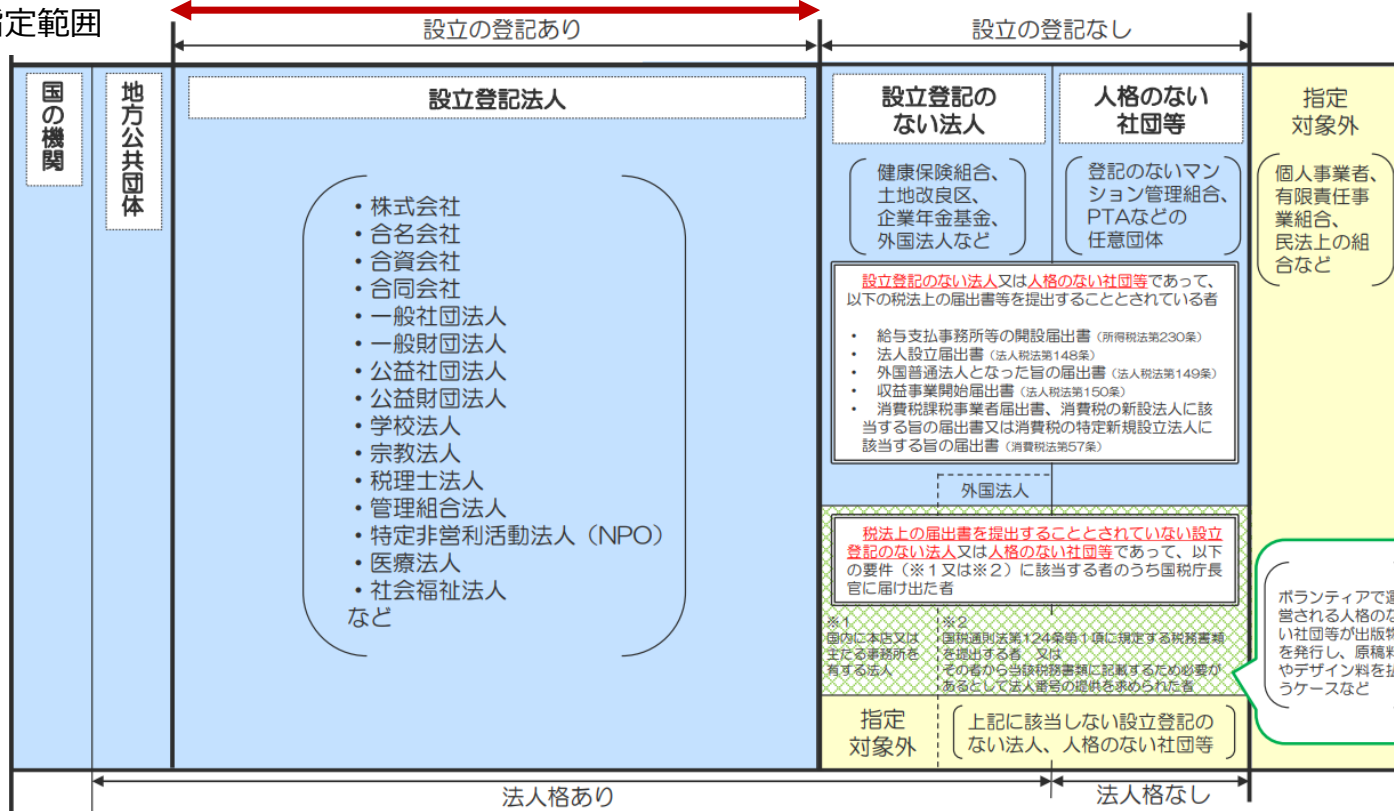 指定範囲
設立の登記あり
設立の登記なし
国の機関
地方公共団体
設立登記法人
・株式会社
・合名会社
・合資会社
・合同会社
・一般社団法人
・一般財団法人
・公益社団法人
・公益財団法人
・学校法人
・宗教法人
・税理士法人
・管理組合法人
・特定非営利活動法人（NPO）
・医療法人
・社会福祉法人
など
設立登記の
ない法人
健康保険組合、
土地改良区、
企業年金基金、
外国法人など
人格のない
社団等
登記のないマン
ション管理組合、
PTAなどの
任意団体
指定
対象外
個人事業者、
有限責任事
業組合、
民法上の組
合など
設立登記のない法人又は人格のない社団等であって、
以下の税法上の届出書等を提出することとされている者
・ 給与支払事務所等の開設届出書（所得税法第230条）
・ 法人設立届出書（法人税法第148条）
・ 外国普通法人となった旨の届出書（法人税法第149条）
・ 収益事業開始届出書（法人税法第150条）
・ 消費税課税事業者届出書、消費税の新設法人に該
当する旨の届出書又は消費税の特定新規設立法人に
該当する旨の届出書（消費税法第57条）
外国法人
税法上の届出書を提出することとされていない設立
登記のない法人又は人格のない社団等であって、以下
の要件（※１又は※２）に該当する者のうち国税庁長
官に届け出た者
※１
国内に本店又は
主たる事務所を
有する法人
※２
国税通則法第124条第１項に規定する税務書類
を提出する者　又は
その者から当該税務書類に記載するため必要が
あるとして法人番号の提供を求められた者
ボランティアで運
営される人格のな
い社団等が出版物
を発行し、原稿料
やデザイン料を払
うケースなど
指定
対象外
上記に該当しない設立登記の
ない法人、人格のない社団等
法人格あり
法人格なし